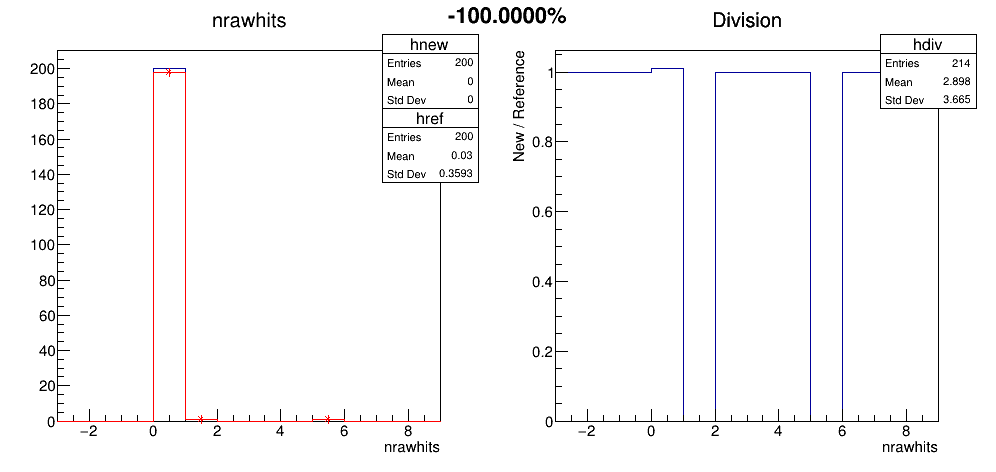 -100.0000%
nrawhits
hnew
Entries 200
Mean 0
Std Dev 0
href
Entries 200
Mean 0.03
Std Dev 0.3593
200
180
160
140
120
100
80
60
40
20
0
−2 0 2 4 6 8
nrawhits
Division
hdiv
Entries 214
Mean 2.898
Std Dev 3.665
New / Reference
1
0.8
0.6
0.4
0.2
0
−2 0 2 4 6 8
nrawhits